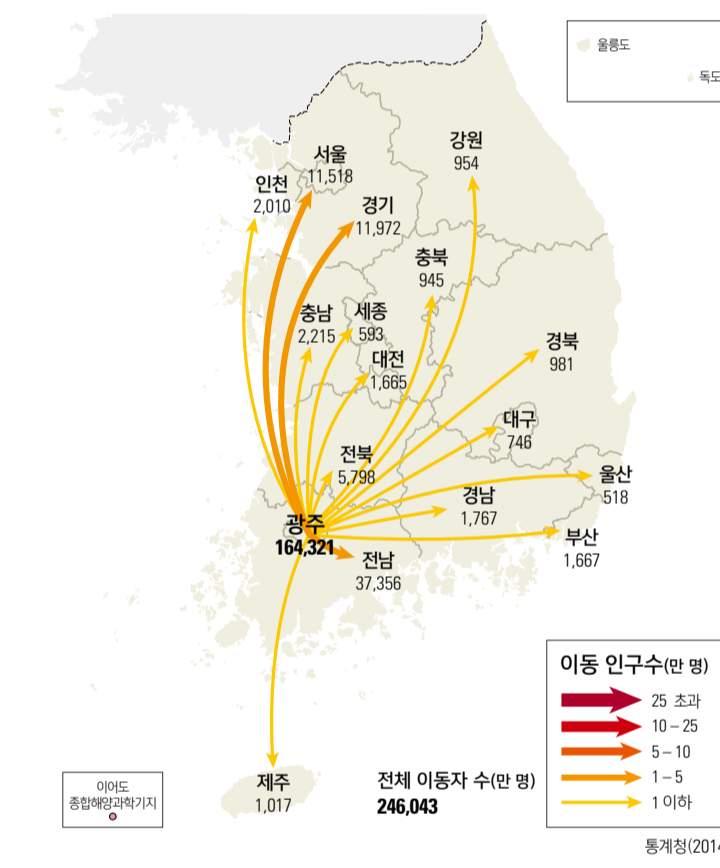 울릉도
독도
강원
954
서울
11,518
인천
2,010
경기
11,972
충북
945
충남
2,215
세종
593
대전
1,665
경북
981
대구
746
전북
5,798
울산
518
경남
1,767
광주
164,321
부산
1,667
전남
37,356
제주
1,017
이어도
종합해양과학기지
전체 이동자 수(만 명)
246,043
이동 인구수(만 명)
25 초과
10 – 25
5 – 10
1 – 5
1 이하
통계청(2014